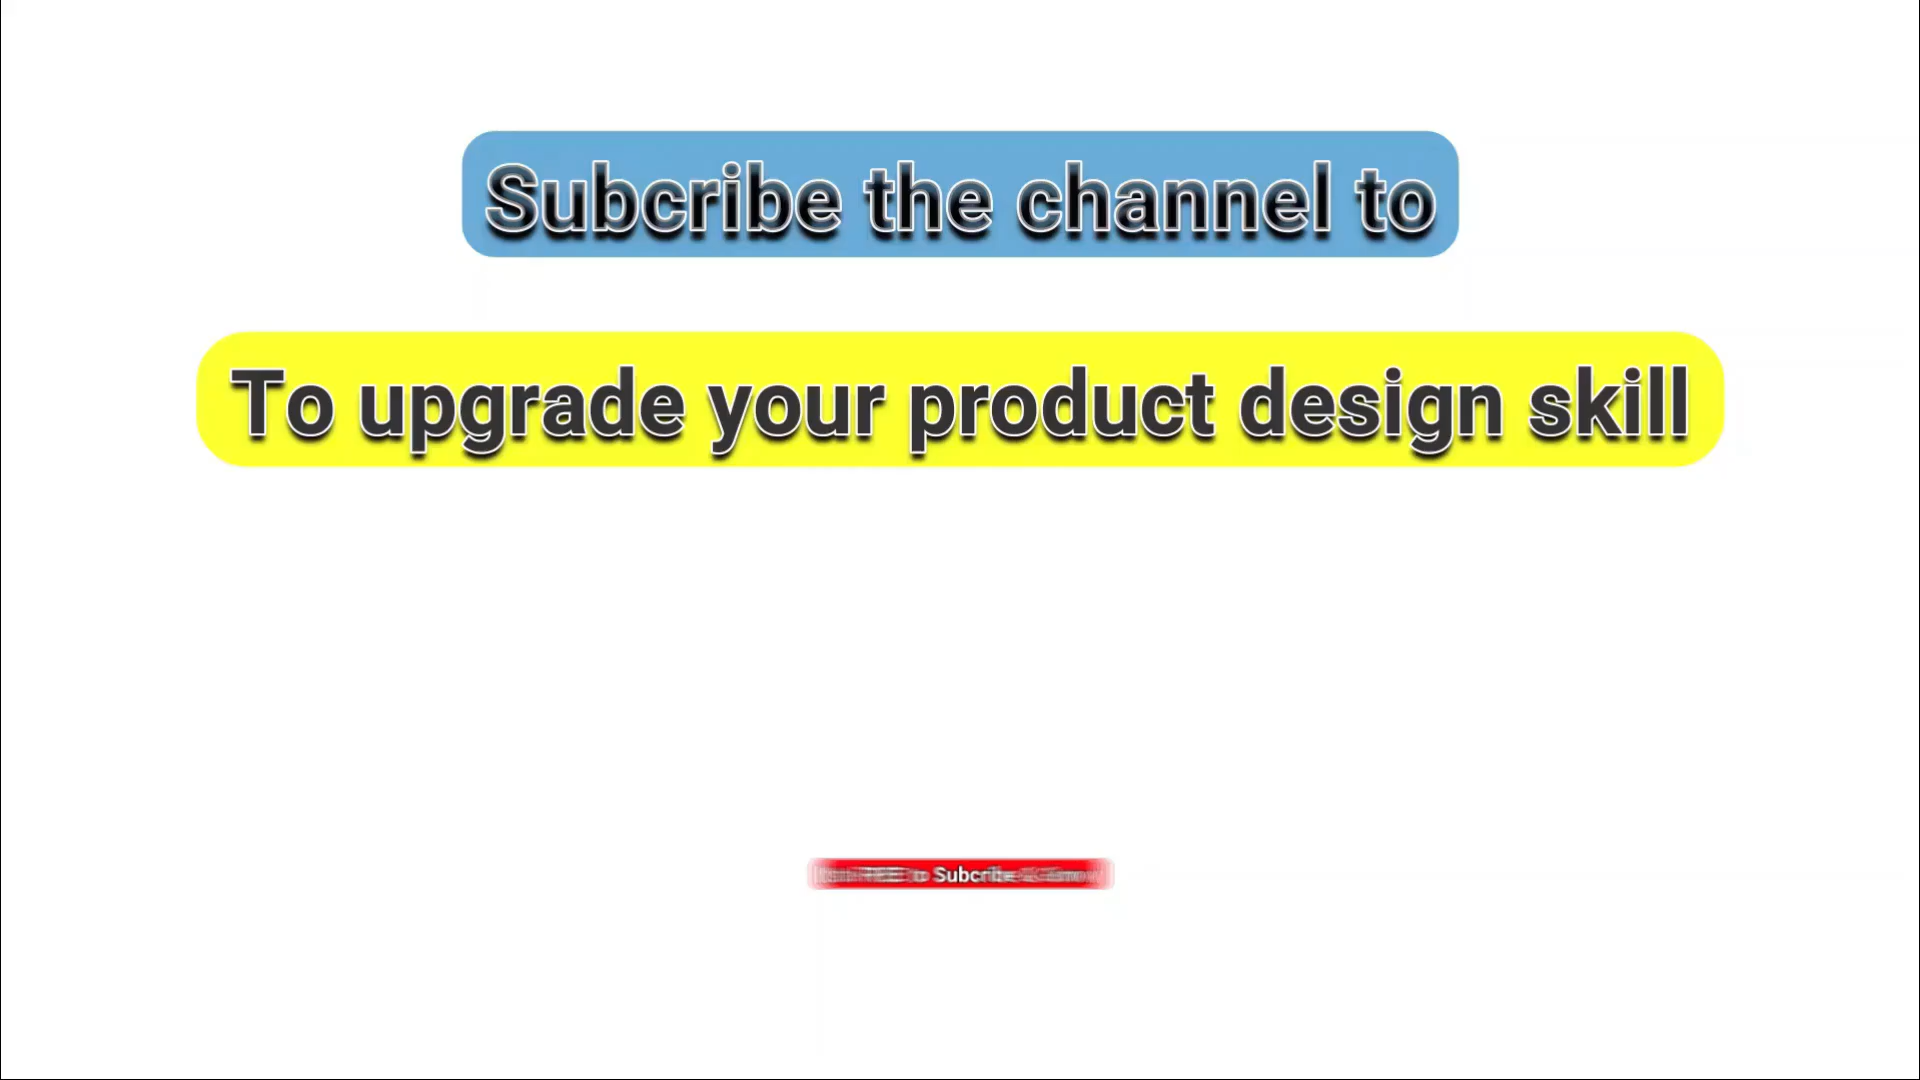 Subcribe the channel to
To upgrade your product design skill
to Subcribe